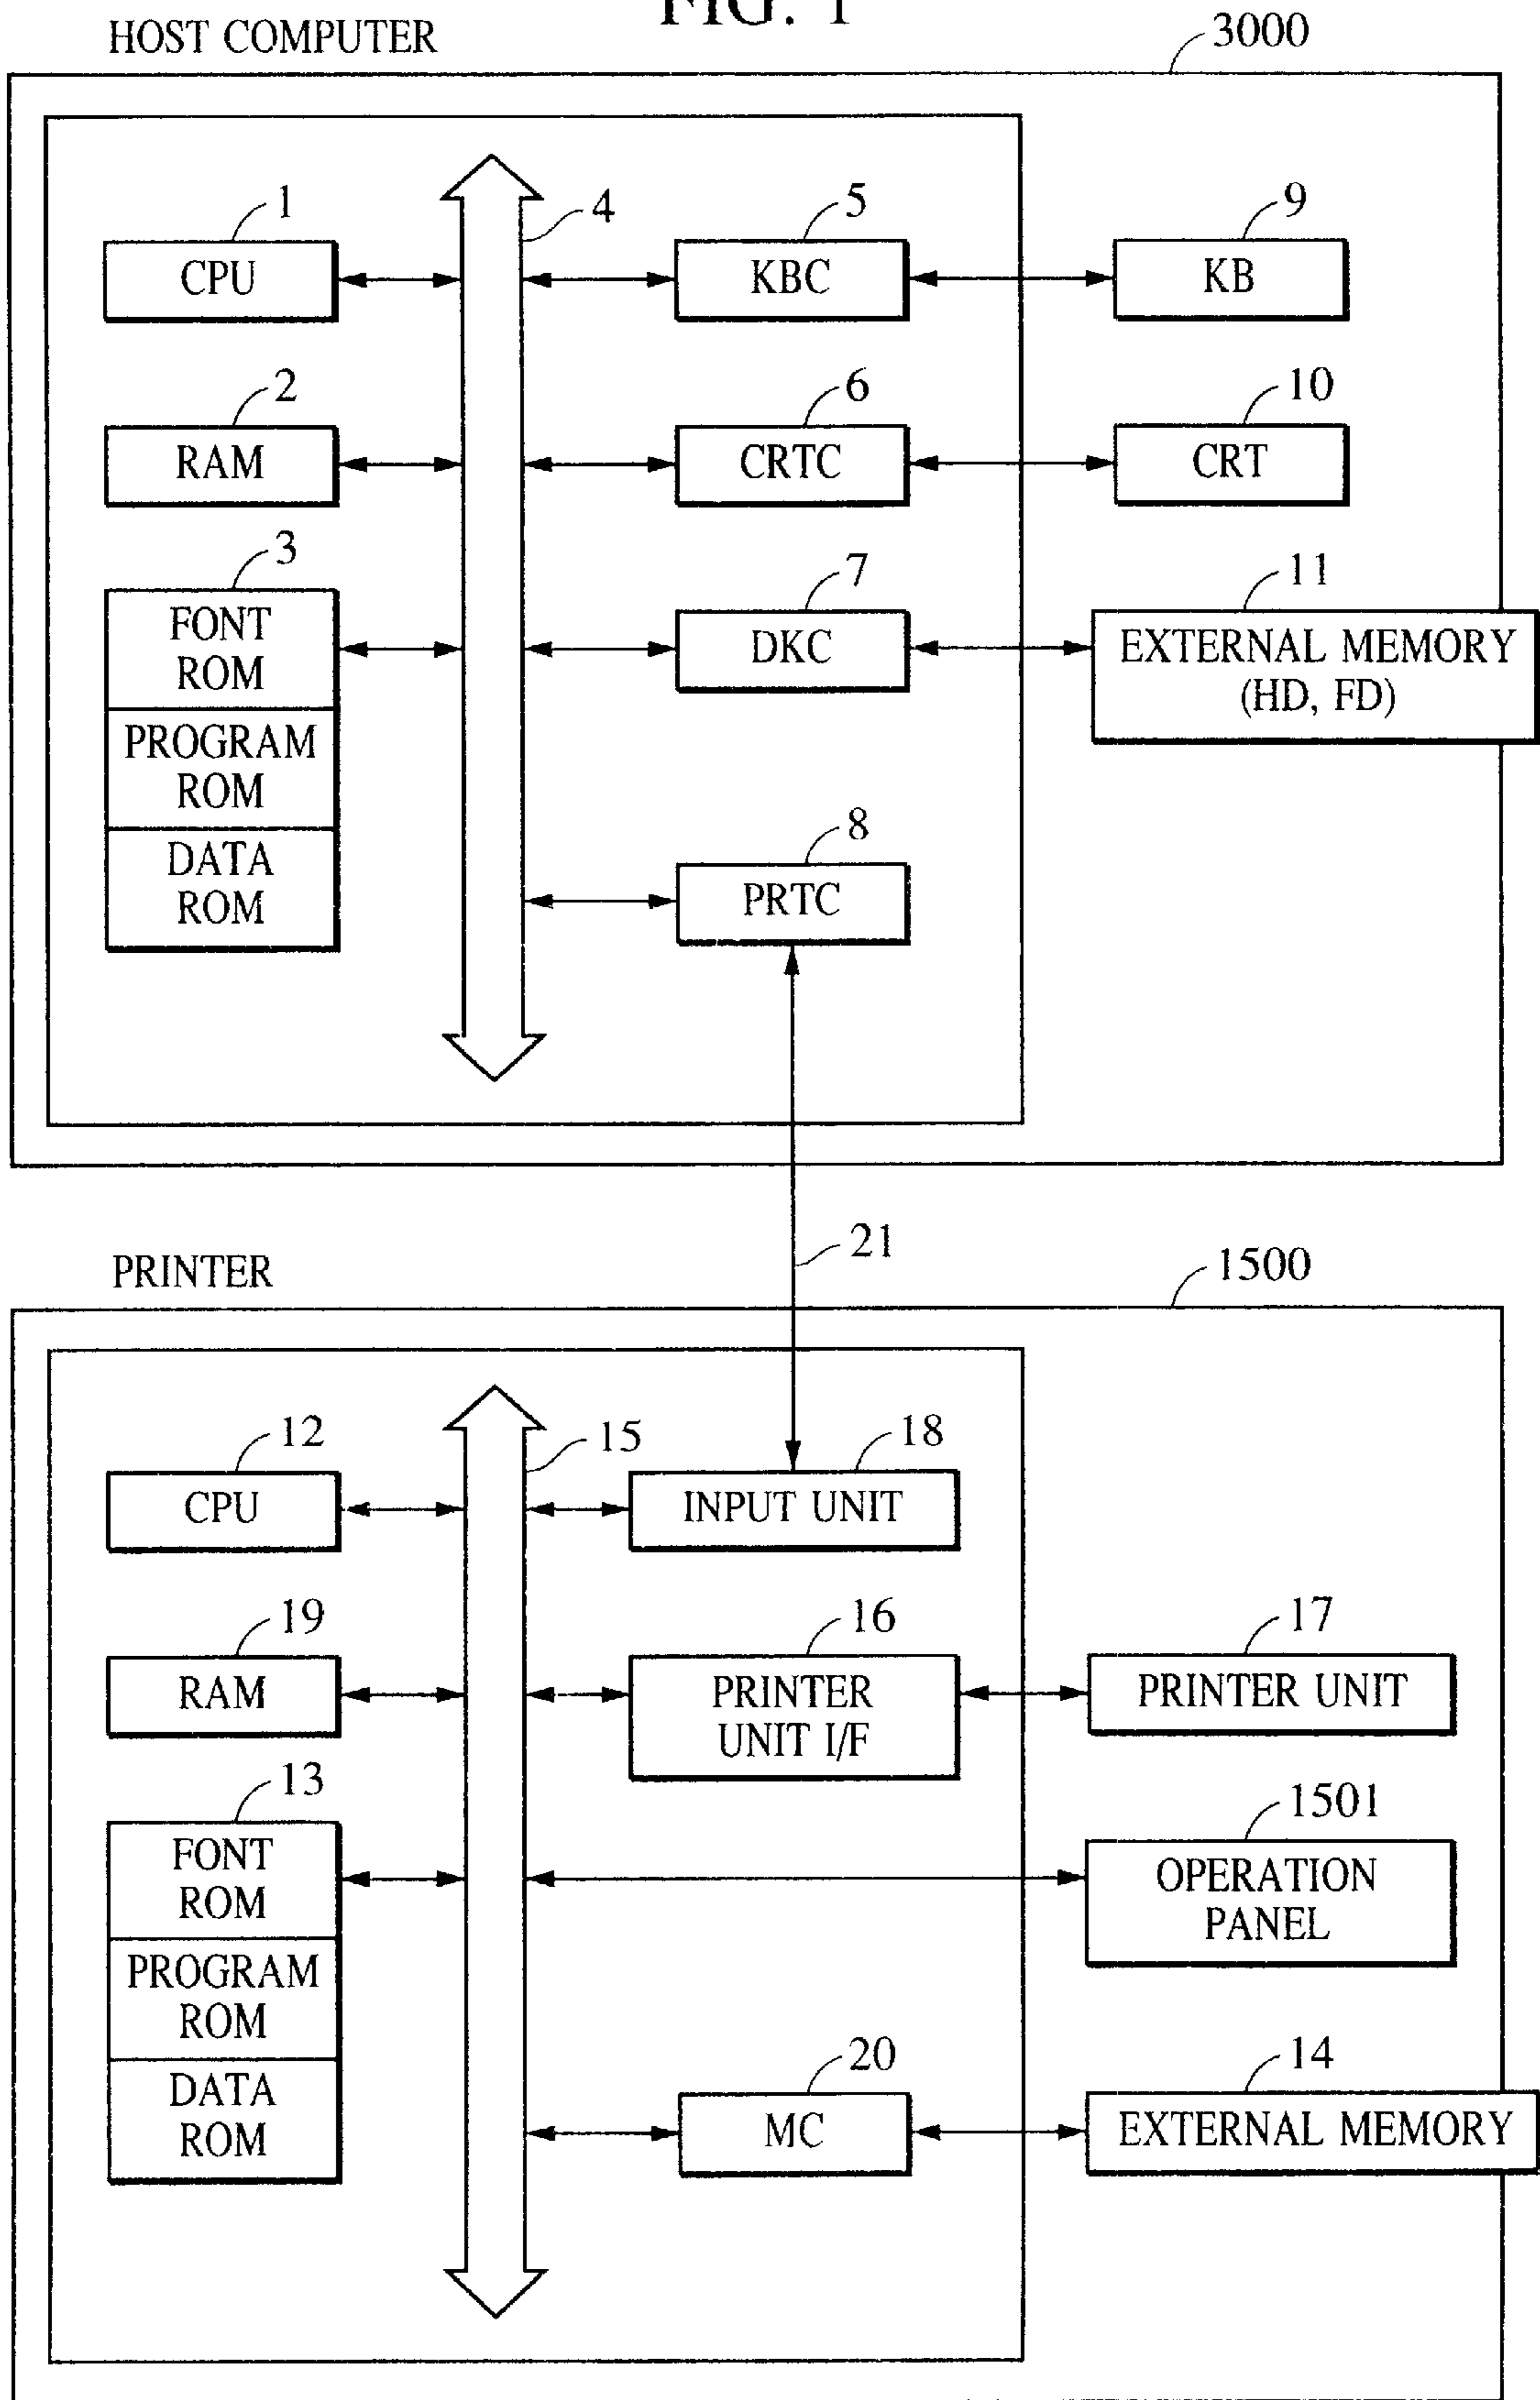 FIG. 1
HOST COMPUTER
3000
1
4
5
9
CPU
KBC
KB
2
6
10
RAM
CRTC
CRT
3
7
11
FONT
ROM
DKC
EXTERNAL MEMORY
(HD, FD)
PROGRAM
ROM
8
DATA
ROM
PRTC
21
PRINTER
1500
12
15
18
CPU
INPUT UNIT
19
16
17
RAM
PRINTER
UNIT I/F
PRINTER UNIT
13
1501
FONT
ROM
OPERATION
PANEL
PROGRAM
ROM
20
14
DATA
ROM
MC
EXTERNAL MEMORY